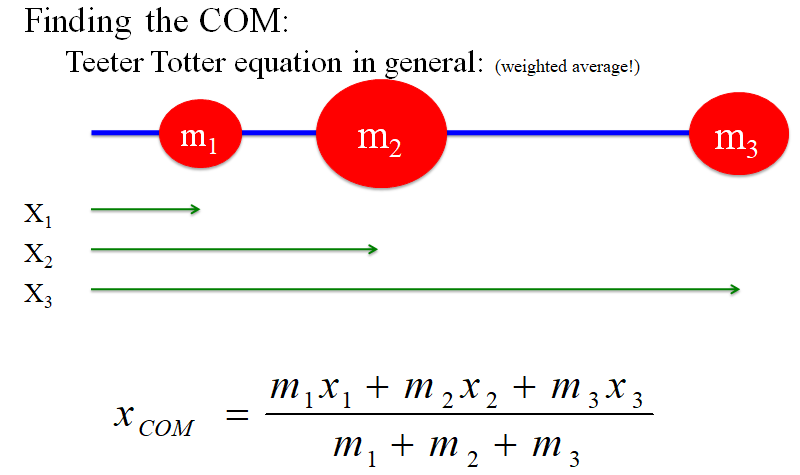 Finding the COM:
Teeter Totter equation in general: (weighted average!)
m₁ m₂ m₃
X₁
X₂
X₃
x_COM = (m₁x₁ + m₂x₂ + m₃x₃) / (m₁ + m₂ + m₃)